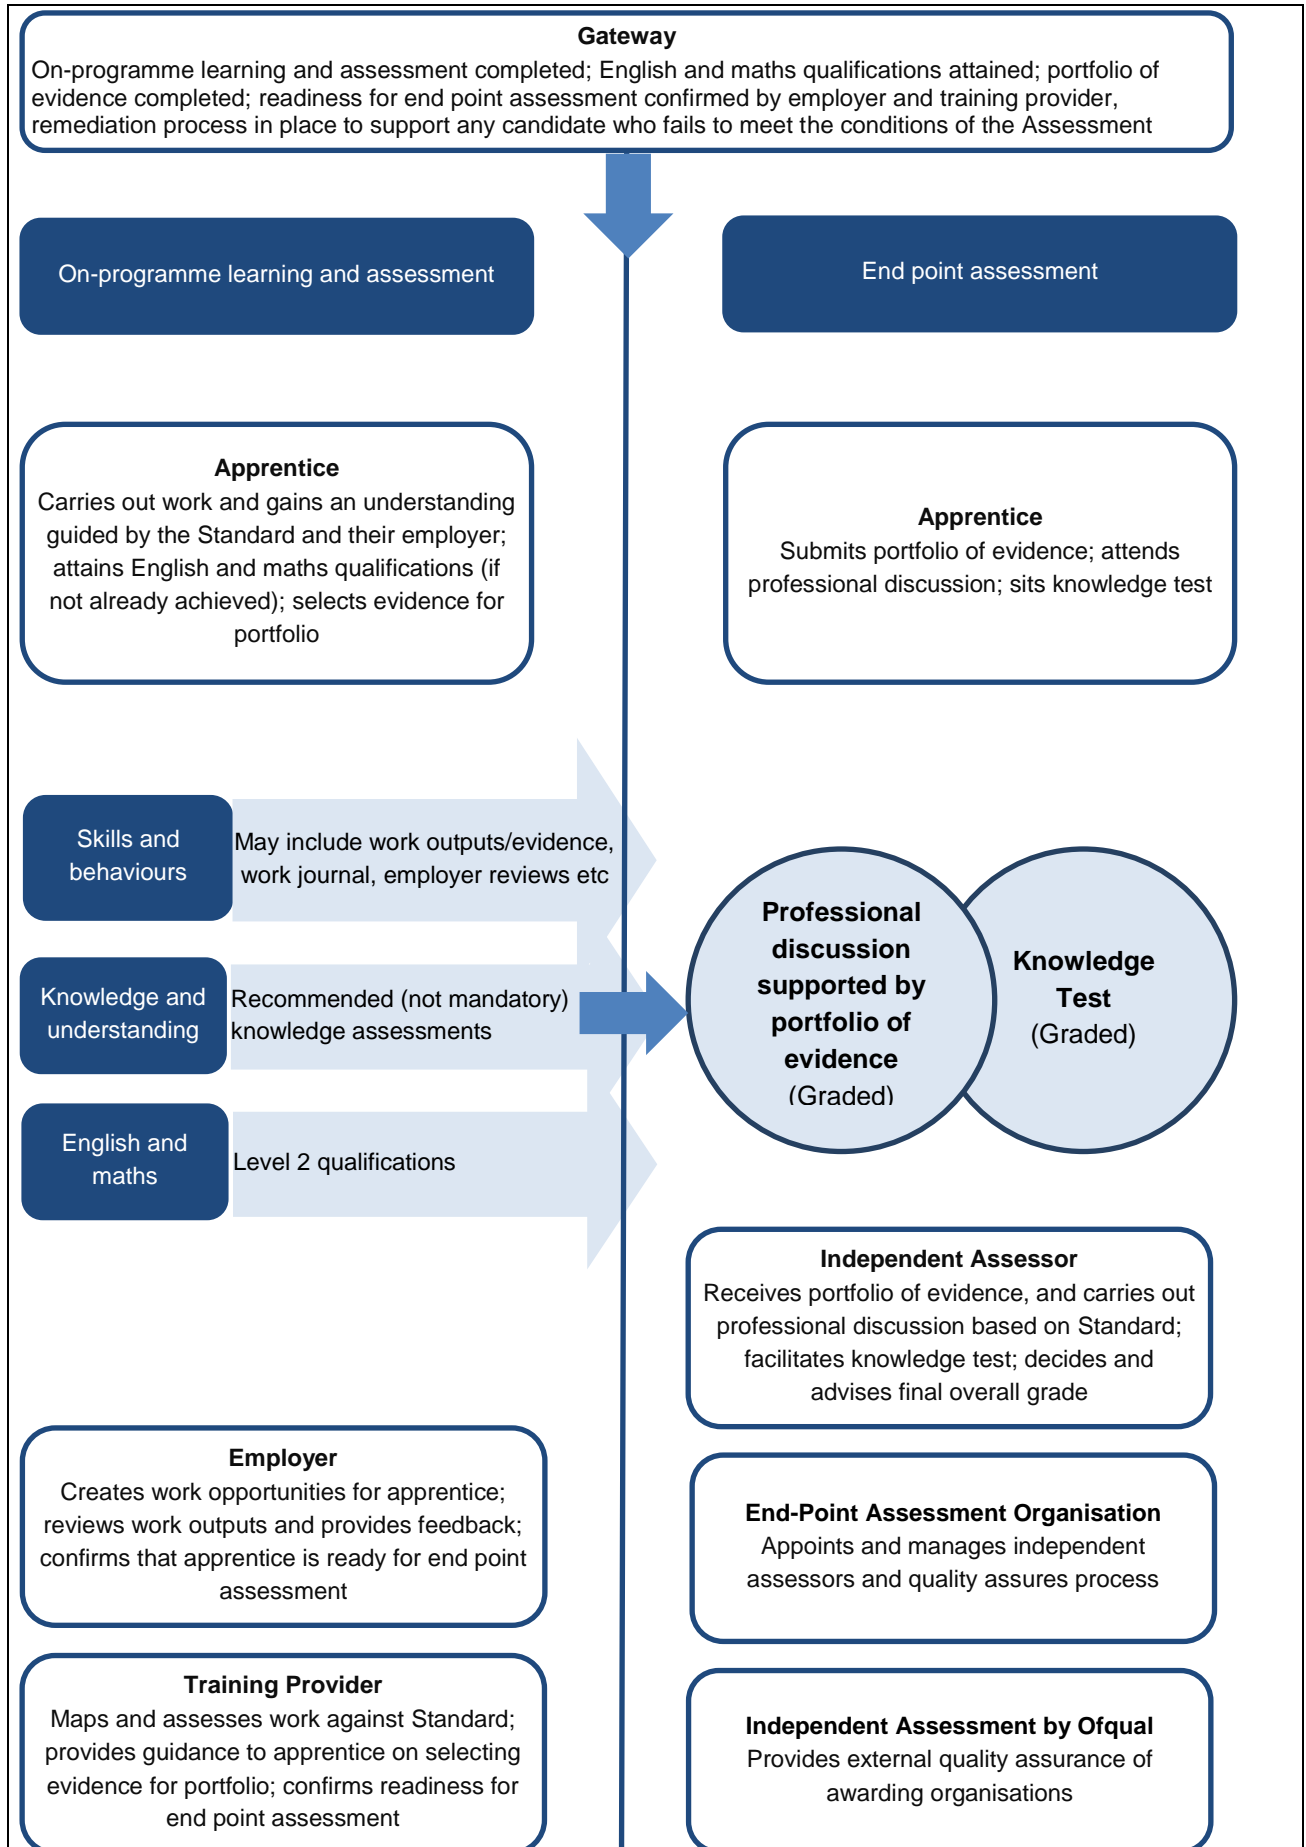 Gateway
On-programme learning and assessment completed; English and maths qualifications attained; portfolio of
evidence completed; readiness for end point assessment confirmed by employer and training provider,
remediation process in place to support any candidate who fails to meet the conditions of the Assessment
On-programme learning and assessment
End point assessment
Apprentice
Carries out work and gains an understanding
guided by the Standard and their employer;
attains English and maths qualifications (if
not already achieved); selects evidence for
portfolio
Apprentice
Submits portfolio of evidence; attends
professional discussion; sits knowledge test
Skills and
behaviours
May include work outputs/evidence,
work journal, employer reviews etc
Knowledge and
understanding
Recommended (not mandatory)
knowledge assessments
English and
maths
Level 2 qualifications
Professional
discussion
supported by
portfolio of
evidence
(Graded)
Knowledge
Test
(Graded)
Independent Assessor
Receives portfolio of evidence, and carries out
professional discussion based on Standard;
facilitates knowledge test; decides and
advises final overall grade
Employer
Creates work opportunities for apprentice;
reviews work outputs and provides feedback;
confirms that apprentice is ready for end point
assessment
End-Point Assessment Organisation
Appoints and manages independent
assessors and quality assures process
Training Provider
Maps and assesses work against Standard;
provides guidance to apprentice on selecting
evidence for portfolio; confirms readiness for
end point assessment
Independent Assessment by Ofqual
Provides external quality assurance of
awarding organisations